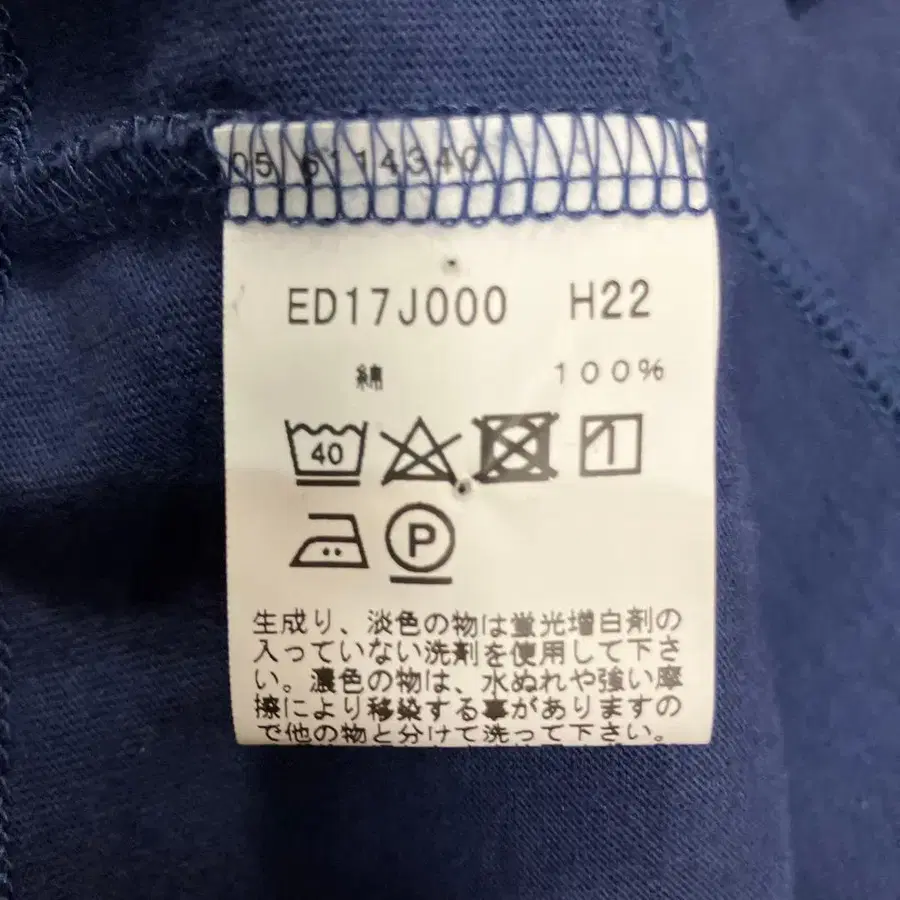 05 6114340
ED17J000 H22
綿 100%
40
P
生成り、淡色の物は蛍光増白剤の
入っていない洗剤を使用して下さ
い。濃色の物は、水ぬれや強い摩
擦により移染する事がありますの
で他の物と分けて洗って下さい。